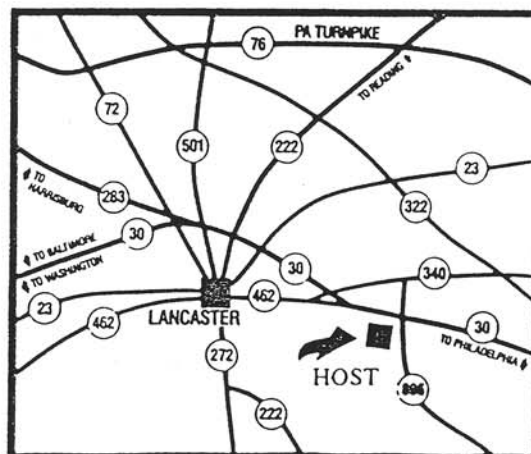 76
PA TURNPIKE
TO READING
72
501
222
23
TO HARRISBURG
283
322
TO BALTIMORE
30
TO WASHINGTON
30
340
23
462
LANCASTER
462
30
TO PHILADELPHIA
272
HOST
222
896